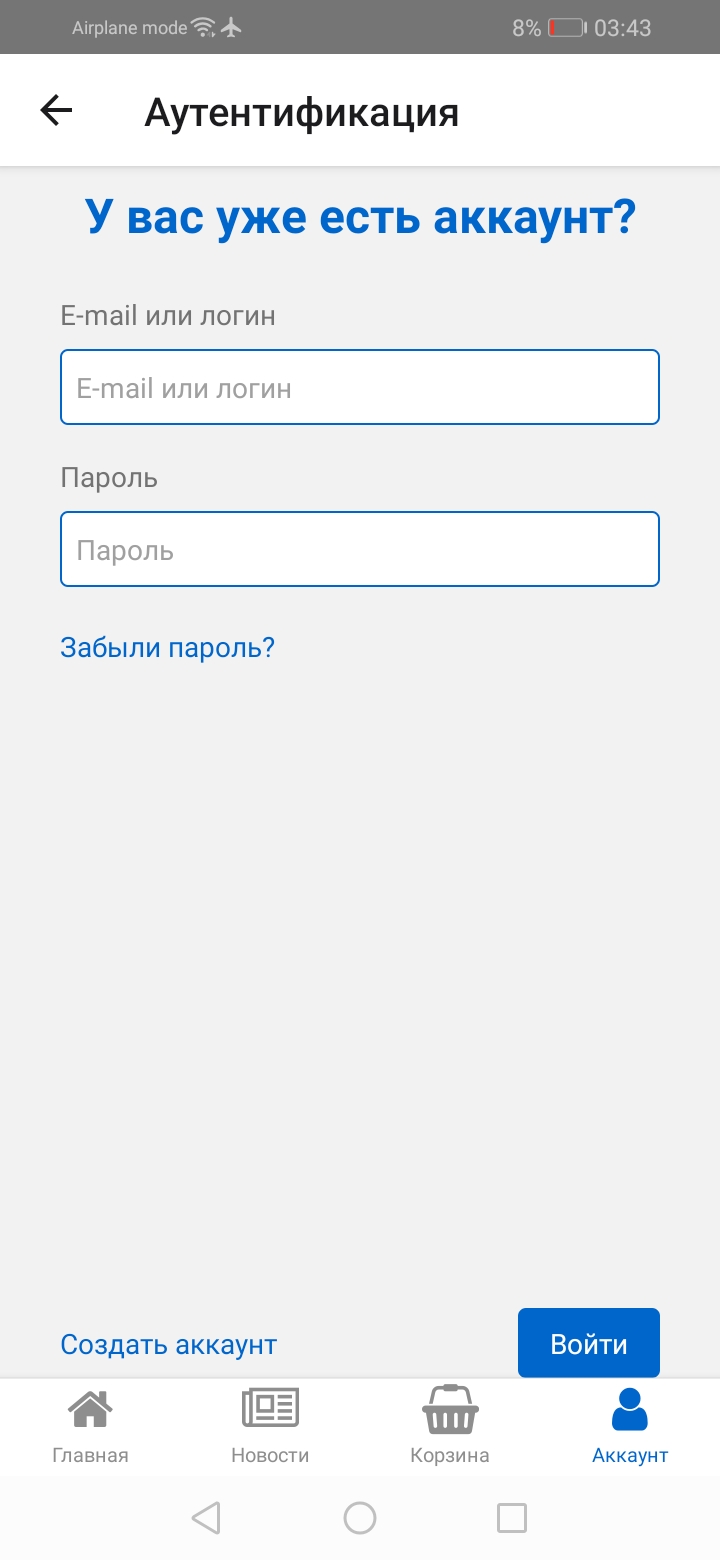 Airplane mode 8% 03:43
Аутентификация
У вас уже есть аккаунт?
E-mail или логин
E-mail или логин
Пароль
Пароль
Забыли пароль?
Создать аккаунт Войти
Главная Новости Корзина Аккаунт